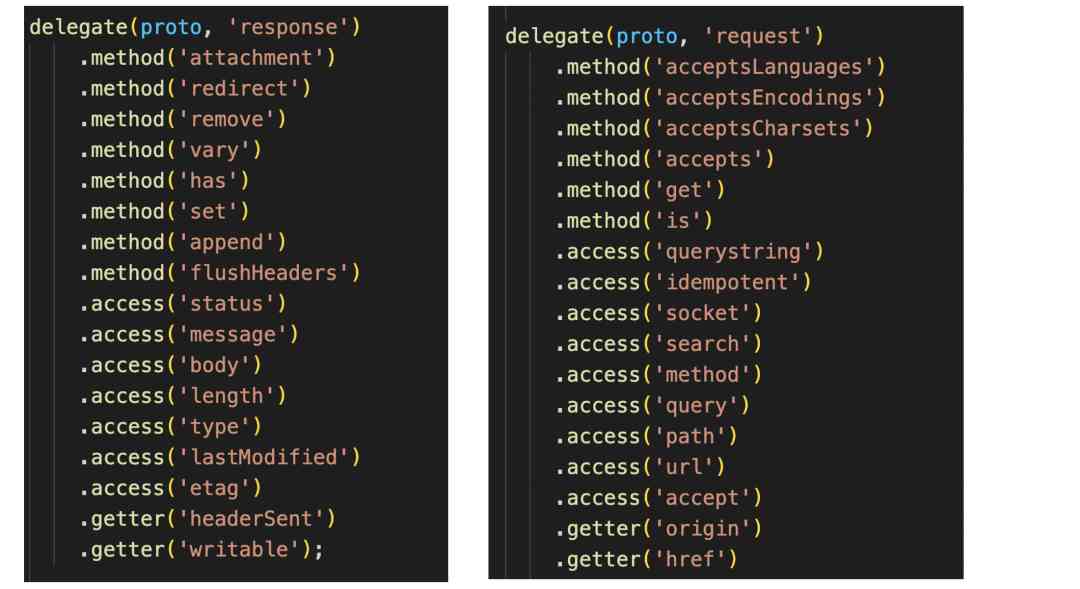 delegate(proto, 'response')
.method('attachment')
.method('redirect')
.method('remove')
.method('vary')
.method('has')
.method('set')
.method('append')
.method('flushHeaders')
.access('status')
.access('message')
.access('body')
.access('length')
.access('type')
.access('lastModified')
.access('etag')
.getter('headerSent')
.getter('writable');
delegate(proto, 'request')
.method('acceptsLanguages')
.method('acceptsEncodings')
.method('acceptsCharsets')
.method('accepts')
.method('get')
.method('is')
.access('querystring')
.access('idempotent')
.access('socket')
.access('search')
.access('method')
.access('query')
.access('path')
.access('url')
.access('accept')
.getter('origin')
.getter('href')